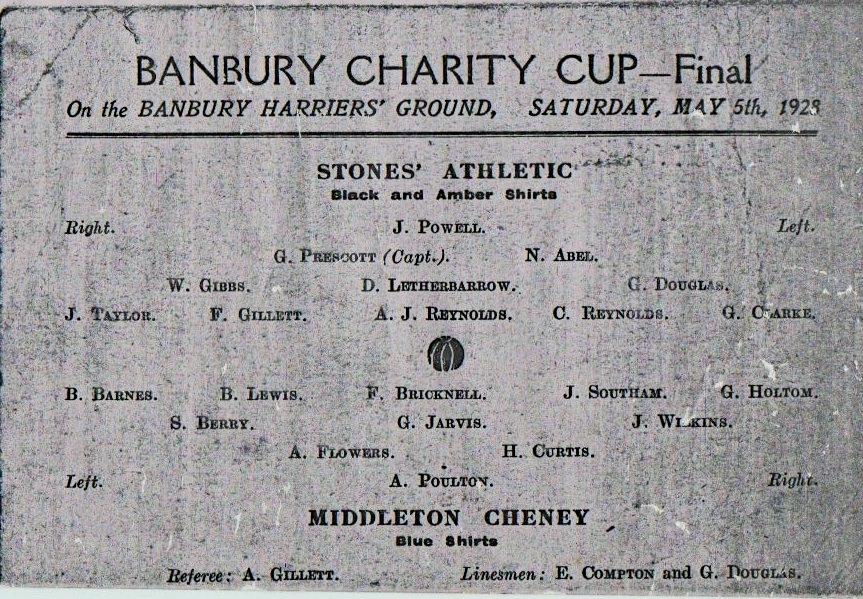 BANBURY CHARITY CUP—Final
On the BANBURY HARRIERS' GROUND, SATURDAY, MAY 5th, 1923
STONES' ATHLETIC
Black and Amber Shirts
Right. J. POWELL. Left.
G. PRESCOTT (Capt.). N. ABEL.
W. GIBBS. D. LETHERBARROW. G. DOUGLAS.
J. TAYLOR. F. GILLETT. A. J. REYNOLDS. C. REYNOLDS. G. CLARKE.
B. BARNES. B. LEWIS. F. BRICKNELL. J. SOUTHAM. G. HOLTOM.
S. BERRY. G. JARVIS. J. WILKINS.
A. FLOWERS. H. CURTIS.
Left. A. POULTON. Right.
MIDDLETON CHENEY
Blue Shirts
Referee: A. GILLETT. Linesmen: E. COMPTON and G. DOUGLAS.